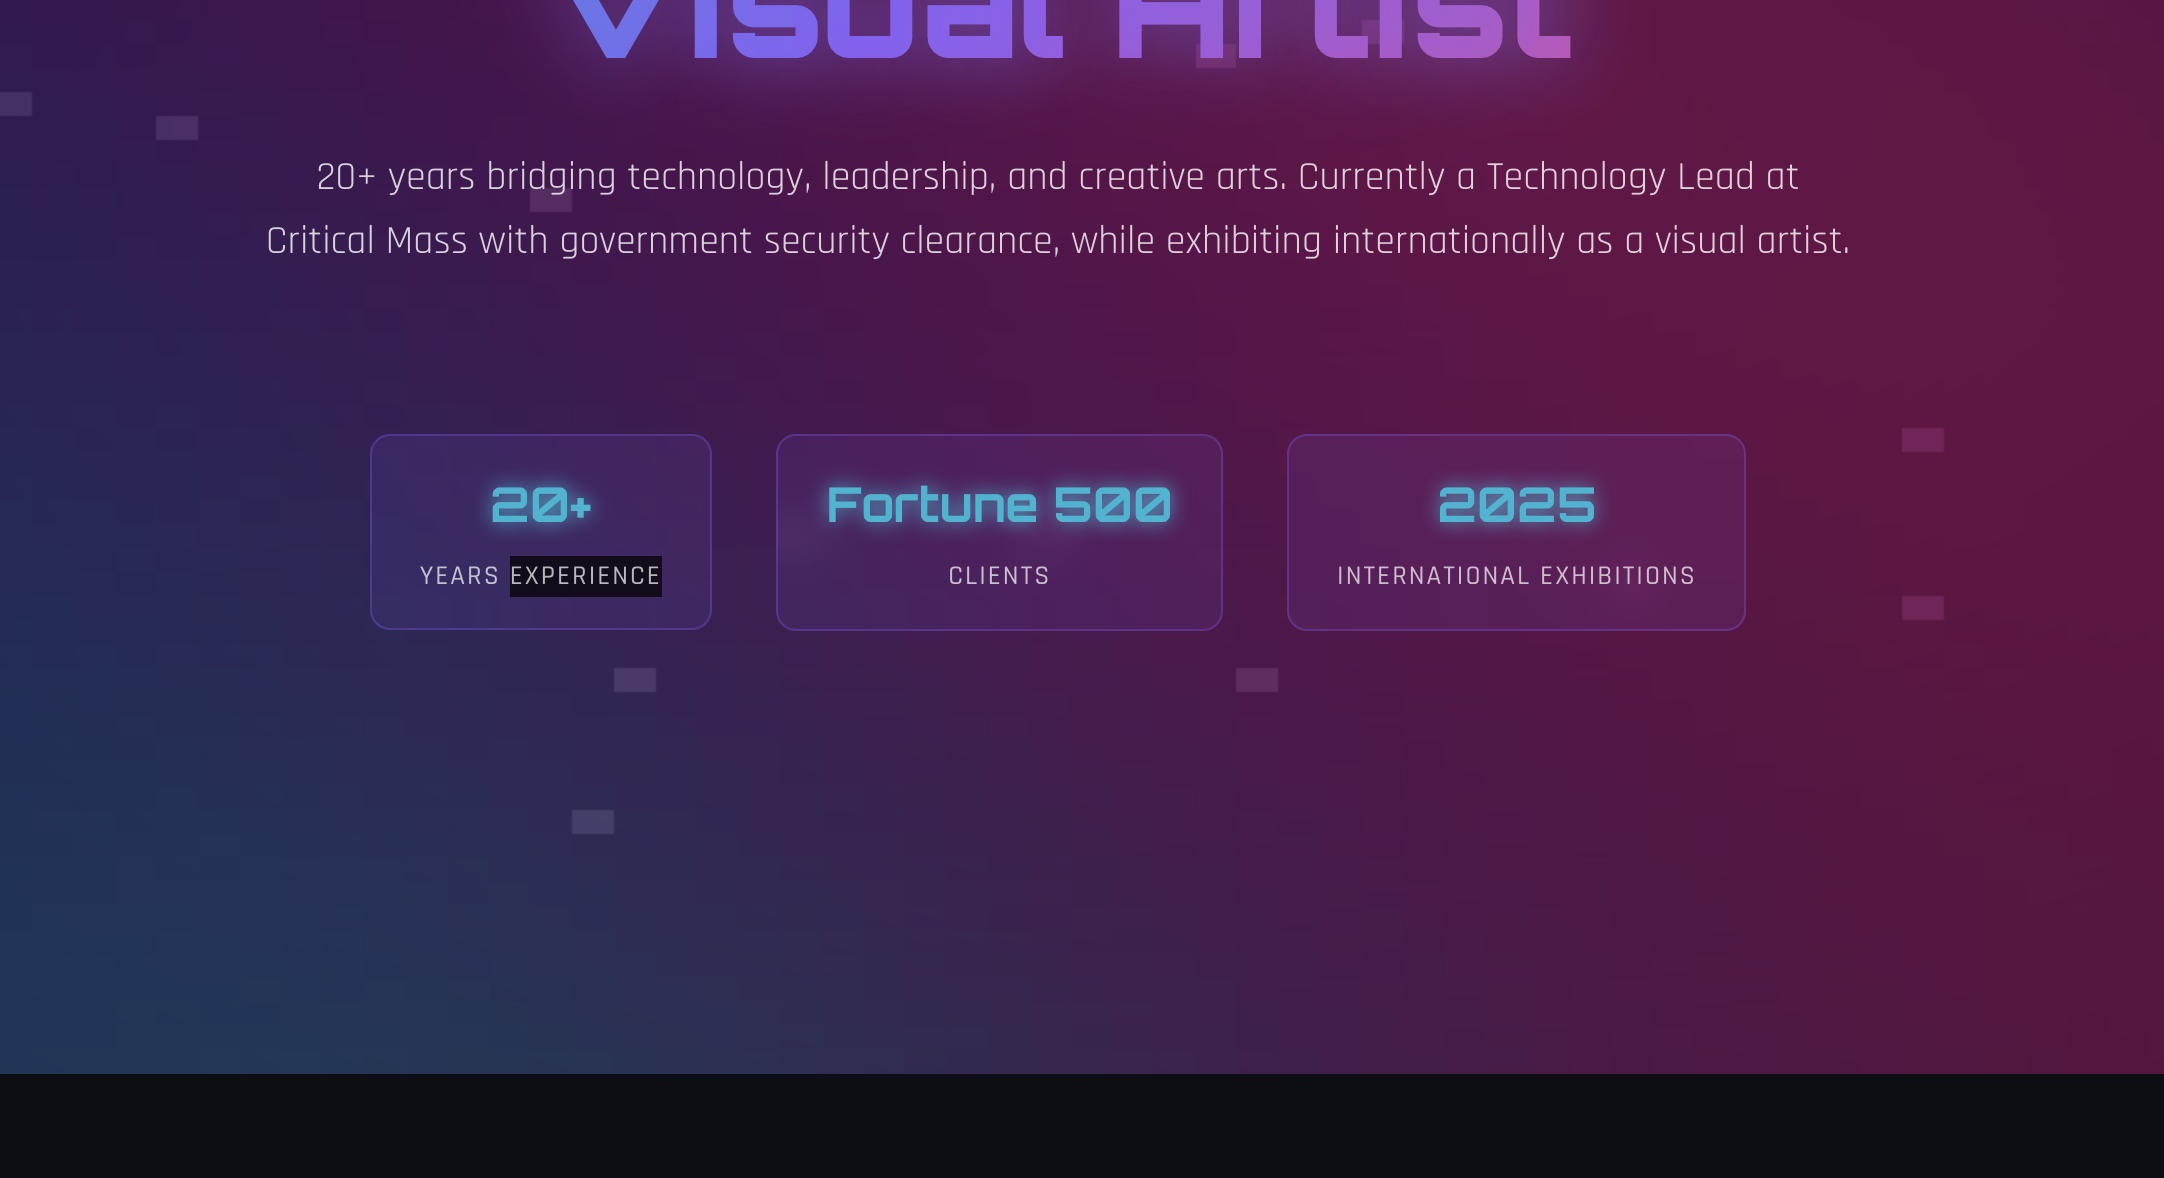 Visual Artist
20+ years bridging technology, leadership, and creative arts. Currently a Technology Lead at
Critical Mass with government security clearance, while exhibiting internationally as a visual artist.
20+
YEARS EXPERIENCE
Fortune 500
CLIENTS
2025
INTERNATIONAL EXHIBITIONS